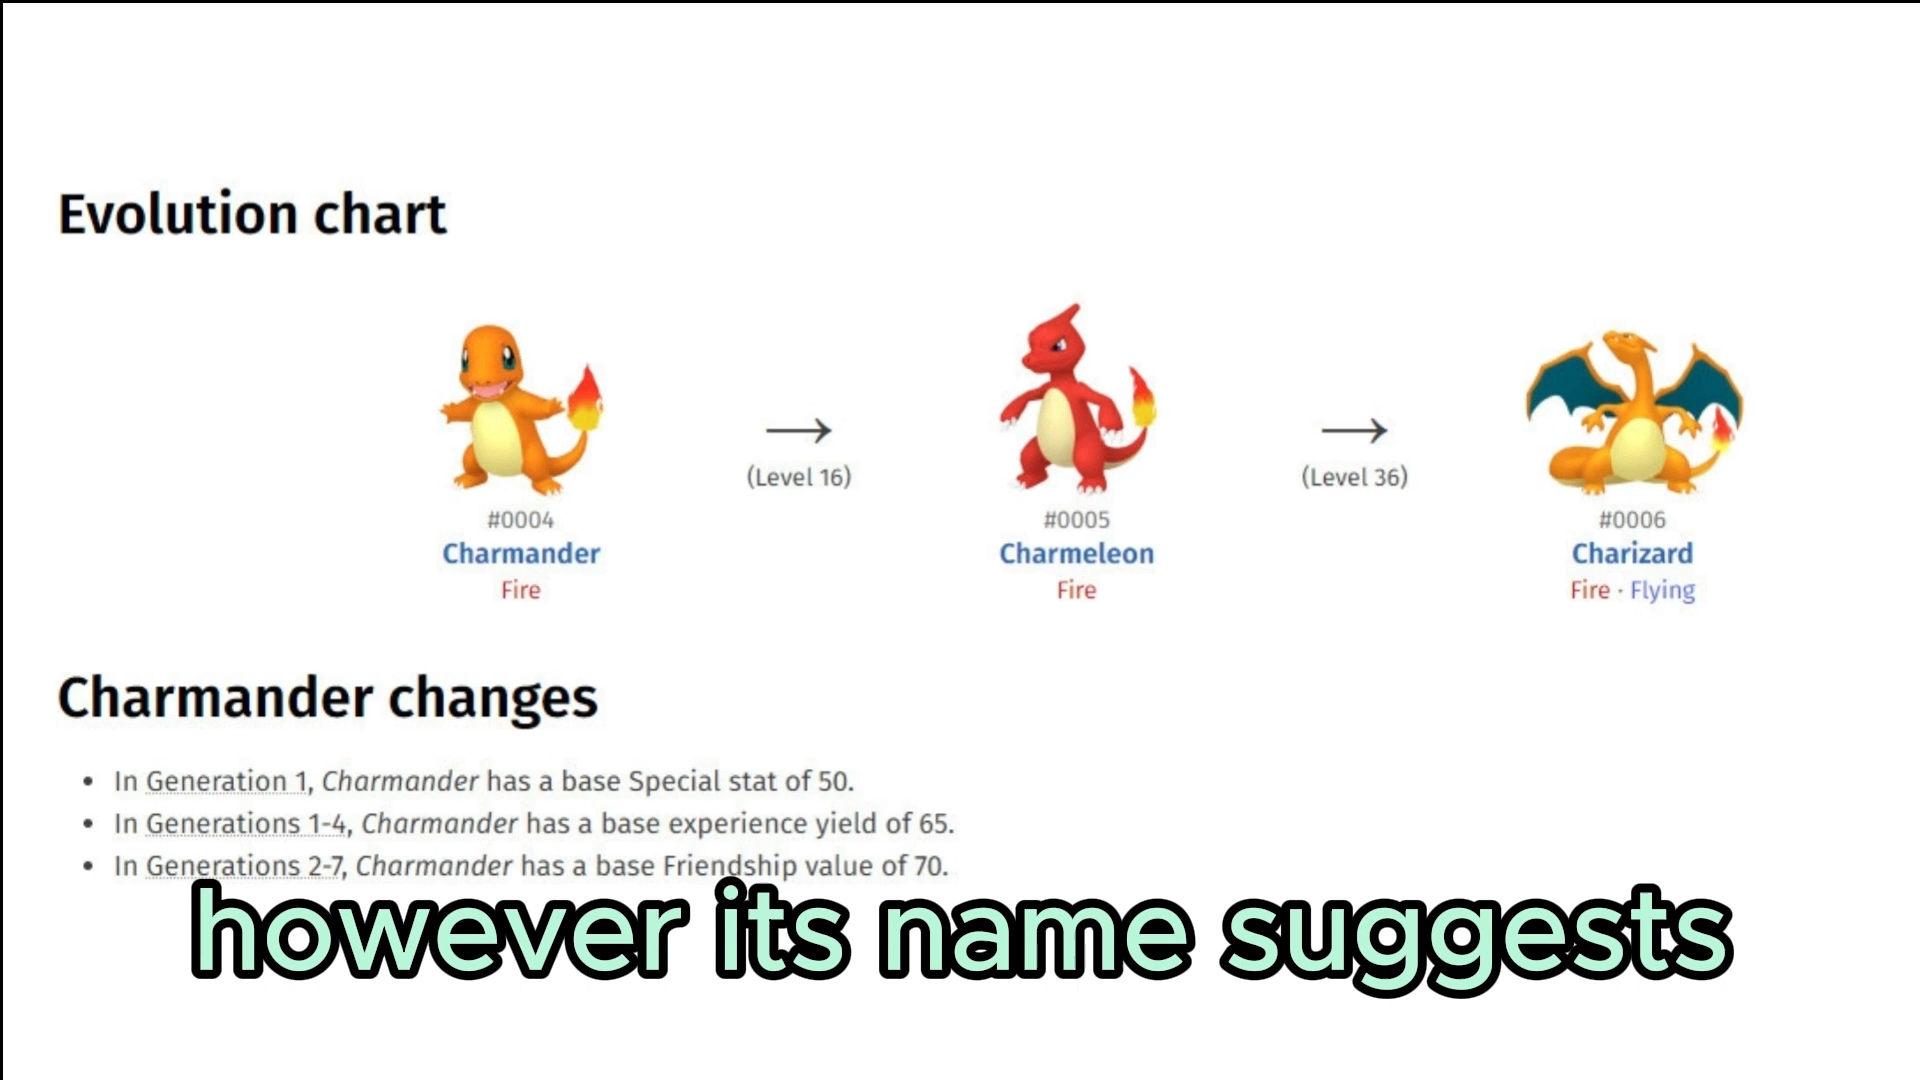 Evolution chart
(Level 16)
(Level 36)
#0004
#0005
#0006
Charmander
Charmeleon
Charizard
Fire
Fire
Fire · Flying
Charmander changes
• In Generation 1, Charmander has a base Special stat of 50.
• In Generations 1-4, Charmander has a base experience yield of 65.
• In Generations 2-7, Charmander has a base Friendship value of 70.
however its name suggests